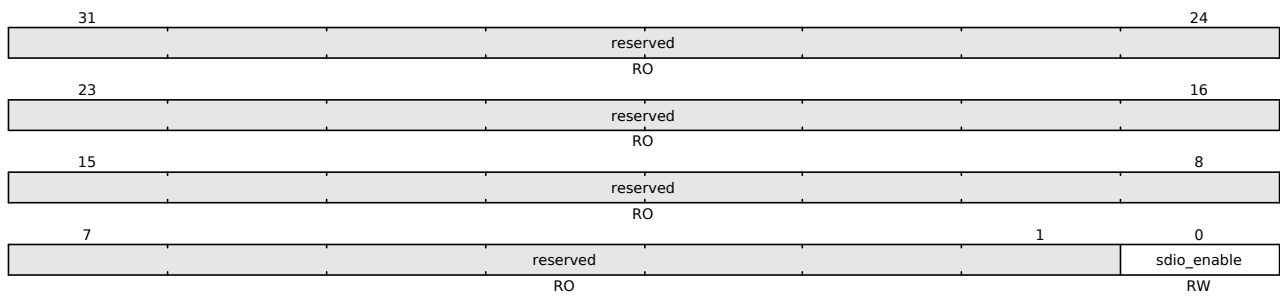 31 24
reserved
RO
23 16
reserved
RO
15 8
reserved
RO
7 1 0
reserved sdio_enable
RO RW